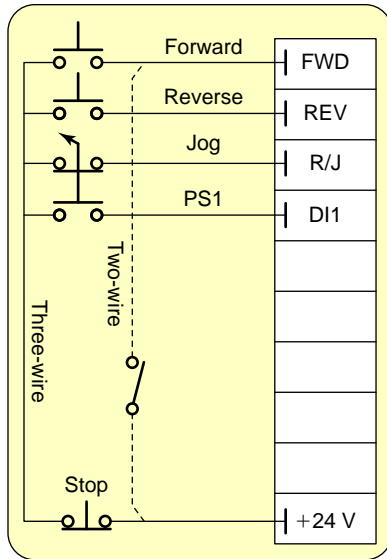 Forward
FWD
Reverse
REV
Jog
R/J
PS1
DI1
Two-wire
Three-wire
Stop
+24 V